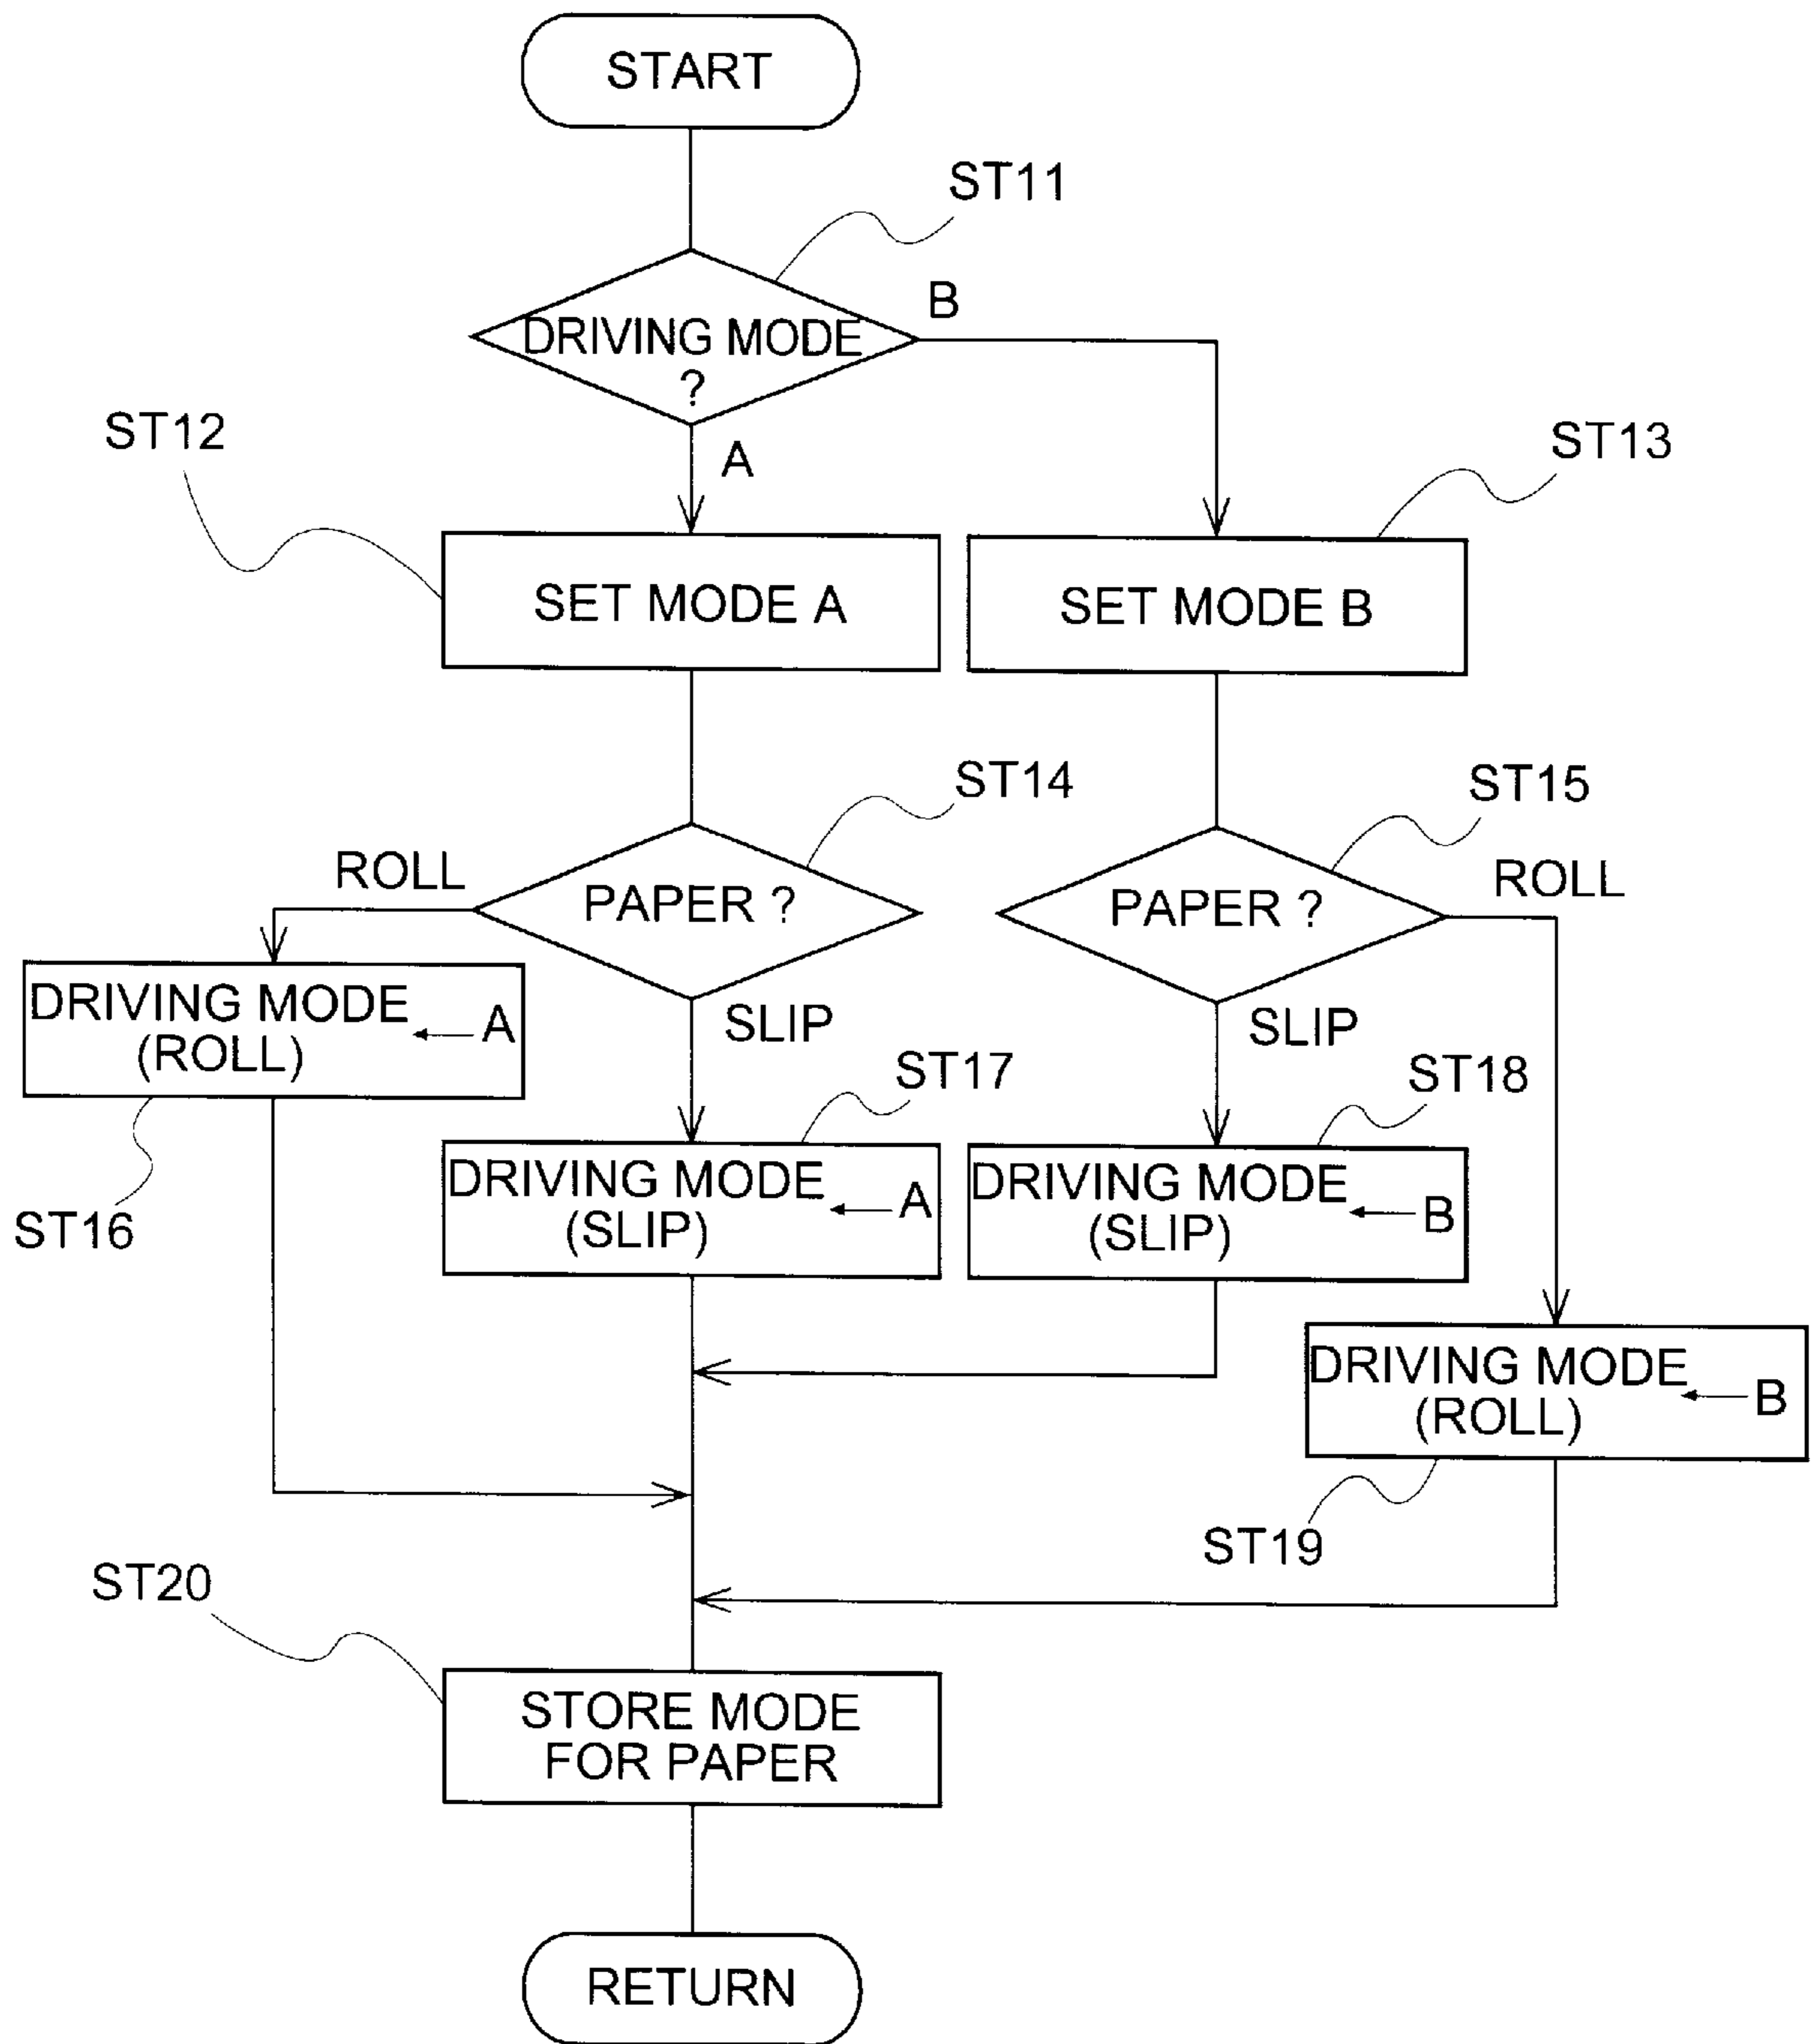 START
ST11
B
DRIVING MODE
?
ST12
A
ST13
SET MODE A
SET MODE B
ST14
ST15
ROLL
PAPER ?
PAPER ?
ROLL
DRIVING MODE
(ROLL)
← A
SLIP
SLIP
ST17
ST18
ST16
DRIVING MODE
(SLIP)
← A
DRIVING MODE
(SLIP)
← B
DRIVING MODE
(ROLL)
← B
ST19
ST20
STORE MODE
FOR PAPER
RETURN